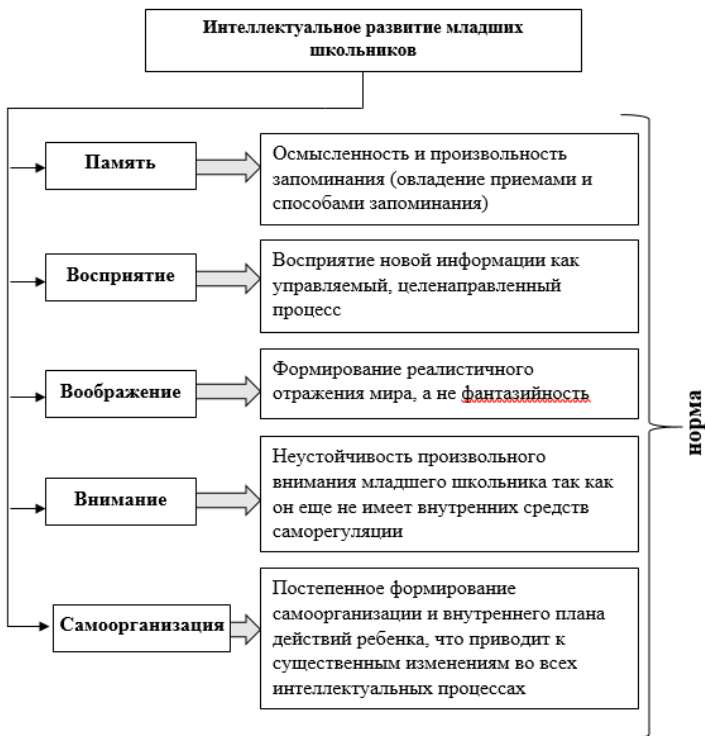 Интеллектуальное развитие младших
школьников
Память
Осмысленность и произвольность
запоминания (овладение приемами и
способами запоминания)
Восприятие
Восприятие новой информации как
управляемый, целенаправленный
процесс
Воображение
Формирование реалистичного
отражения мира, а не фантазийность
Внимание
Неустойчивость произвольного
внимания младшего школьника так как
он еще не имеет внутренних средств
саморегуляции
Самоорганизация
Постепенное формирование
самоорганизации и внутреннего плана
действий ребенка, что приводит к
существенным изменениям во всех
интеллектуальных процессах
норма